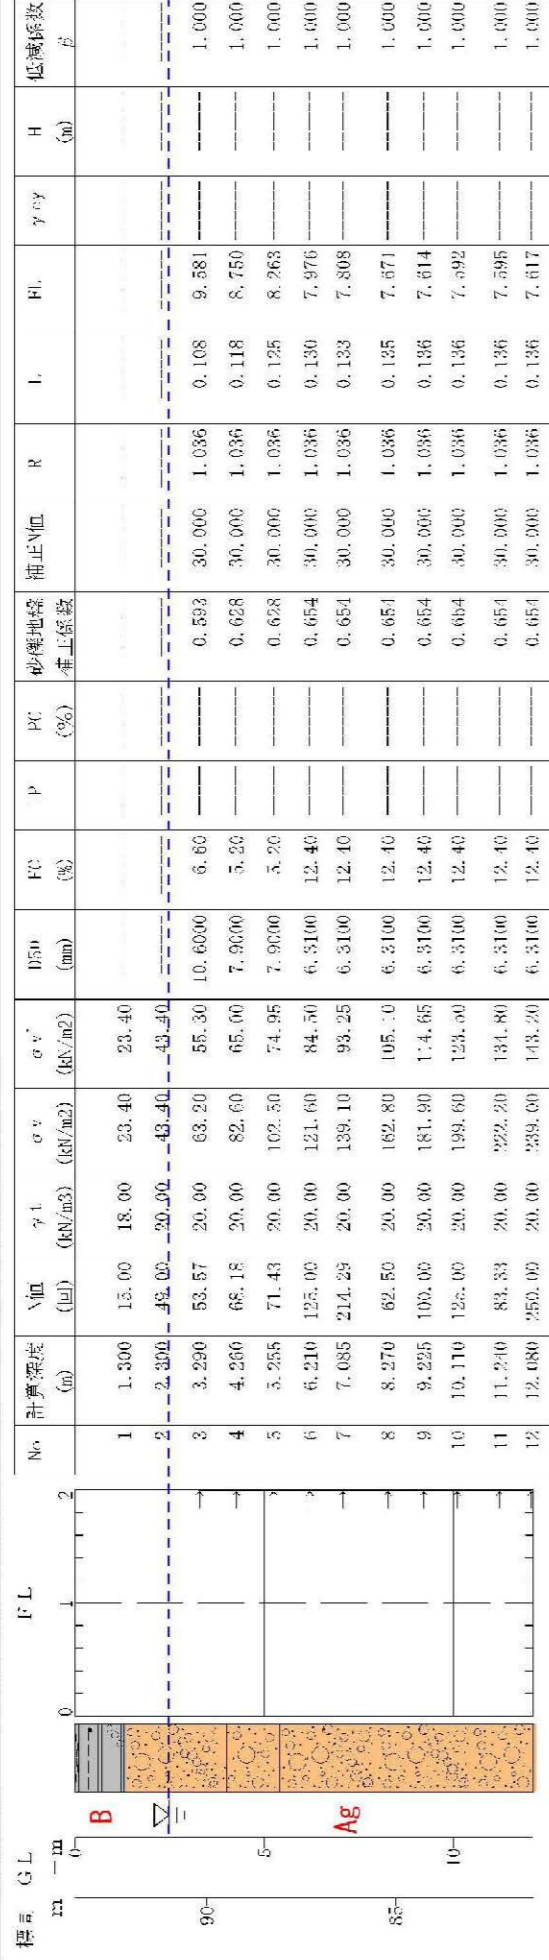 標高 GL FL No 計算深度 N値 γt σv σv' D50 FC P PC 砂礫地盤 補正N値 R L FL γcy H 低減係数
m -m (m) (回) (kN/m3) (kN/m2) (kN/m2) (mm) (%) (%) 補正係数 (m) β
0 0 1 2
B
1 1.300 15.00 18.00 23.40 23.40
2 2.300 20.00 43.40 43.40
90
3 3.290 53.57 20.00 63.20 55.30 10.6000 6.60 0.593 30.000 1.036 0.108 9.581 1.000
4 4.260 68.18 20.00 82.60 65.00 7.9000 5.20 0.628 30.000 1.036 0.118 8.750 1.000
5
5 5.255 71.43 20.00 102.50 74.95 7.9000 5.20 0.628 30.000 1.036 0.125 8.263 1.000
6 6.210 125.00 20.00 121.60 84.50 6.3100 12.40 0.654 30.000 1.036 0.130 7.976 1.000
Ag
7 7.085 214.29 20.00 139.10 93.25 6.3100 12.40 0.654 30.000 1.036 0.133 7.808 1.000
8 8.270 62.50 20.00 162.80 105.10 6.3100 12.40 0.654 30.000 1.036 0.135 7.671 1.000
85
9 9.225 100.00 20.00 181.90 114.65 6.3100 12.40 0.654 30.000 1.036 0.136 7.614 1.000
10
10 10.110 125.00 20.00 199.60 123.50 6.3100 12.40 0.654 30.000 1.036 0.136 7.592 1.000
11 11.240 83.33 20.00 222.20 134.80 6.3100 12.40 0.654 30.000 1.036 0.136 7.595 1.000
12 12.080 250.00 20.00 239.00 143.20 6.3100 12.40 0.654 30.000 1.036 0.136 7.617 1.000